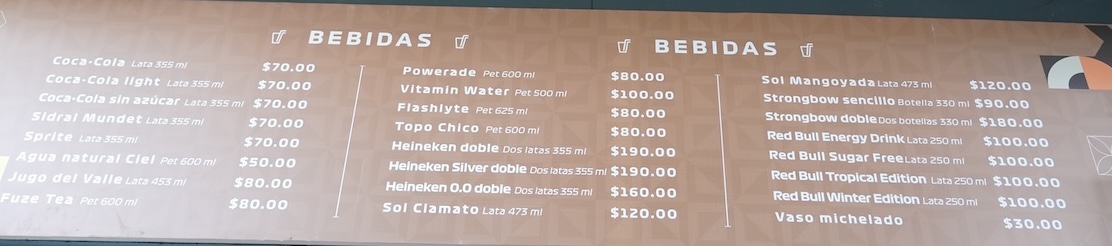 BEBIDAS
Coca-Cola Lata 355 ml $70.00
Coca-Cola light Lata 355 ml $70.00
Coca-Cola sin azúcar Lata 355 ml $70.00
Sidral Mundet Lata 355 ml $70.00
Sprite Lata 355 ml $70.00
Agua natural Ciel Pet 600 ml $50.00
Jugo del Valle Lata 453 ml $80.00
Fuze Tea Pet 600 ml $80.00
Powerade Pet 600 ml $80.00
Vitamin Water Pet 500 ml $100.00
Flashlyte Pet 625 ml $80.00
Topo Chico Pet 600 ml $80.00
Heineken doble Dos latas 355 ml $190.00
Heineken Silver doble Dos latas 355 ml $190.00
Heineken 0.0 doble Dos latas 355 ml $160.00
Sol Clamato Lata 473 ml $120.00
BEBIDAS
Sol Mangoyada Lata 473 ml $120.00
Strongbow sencillo Botella 330 ml $90.00
Strongbow doble Dos botellas 330 ml $180.00
Red Bull Energy Drink Lata 250 ml $100.00
Red Bull Sugar Free Lata 250 ml $100.00
Red Bull Tropical Edition Lata 250 ml $100.00
Red Bull Winter Edition Lata 250 ml $100.00
Vaso michelado $30.00